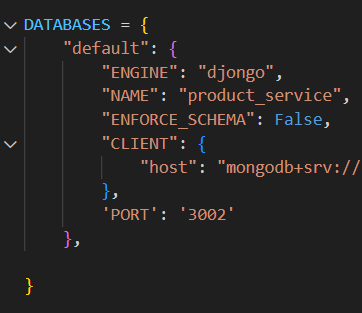 DATABASES = {
"default": {
"ENGINE": "djongo",
"NAME": "product_service",
"ENFORCE_SCHEMA": False,
"CLIENT": {
"host": "mongodb+srv://
},
'PORT': '3002'
},
}